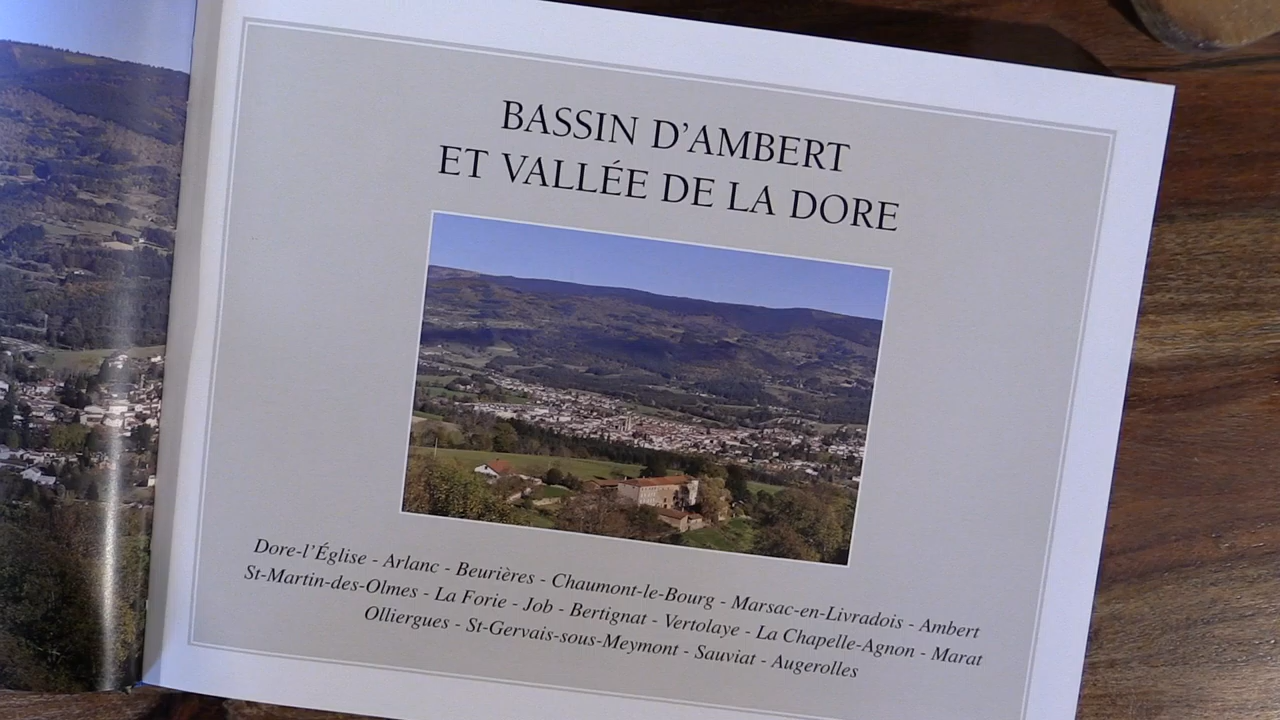 BASSIN D'AMBERT
ET VALLÉE DE LA DORE
Dore-l'Église - Arlanc - Beurières - Chaumont-le-Bourg - Marsac-en-Livradois - Ambert
St-Martin-des-Olmes - La Forie - Job - Bertignat - Vertolaye - La Chapelle-Agnon - Marat
Olliergues - St-Gervais-sous-Meymont - Sauviat - Augerolles